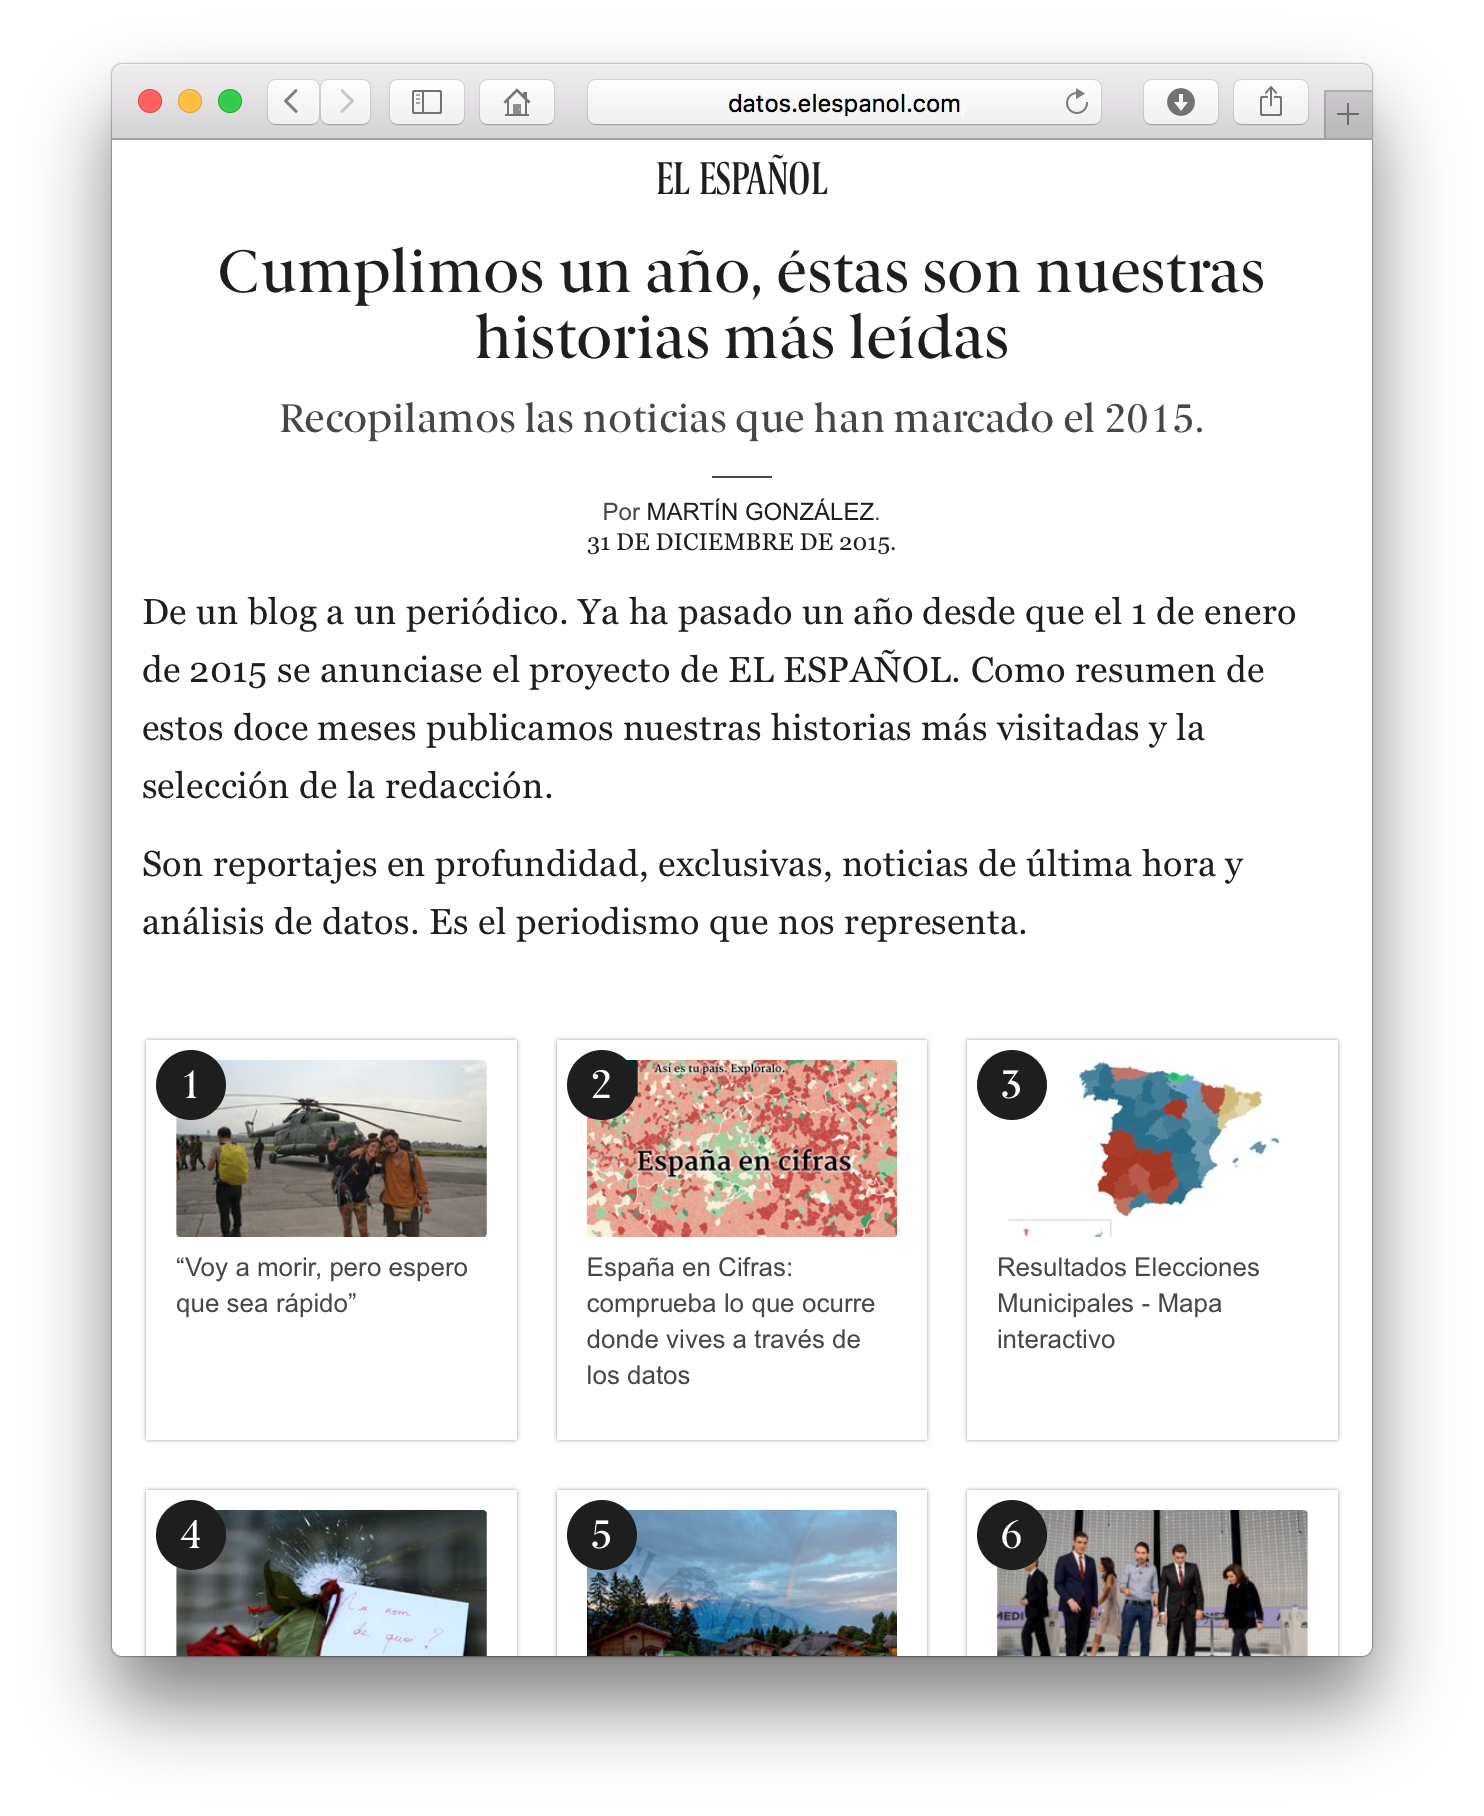 datos.elespanol.com
EL ESPAÑOL
Cumplimos un año, éstas son nuestras
historias más leídas
Recopilamos las noticias que han marcado el 2015.
Por MARTÍN GONZÁLEZ.
31 DE DICIEMBRE DE 2015.
De un blog a un periódico. Ya ha pasado un año desde que el 1 de enero
de 2015 se anunciase el proyecto de EL ESPAÑOL. Como resumen de
estos doce meses publicamos nuestras historias más visitadas y la
selección de la redacción.
Son reportajes en profundidad, exclusivas, noticias de última hora y
análisis de datos. Es el periodismo que nos representa.
1
“Voy a morir, pero espero
que sea rápido”
2
Así es tu país. Explóralo.
España en cifras
España en Cifras:
comprueba lo que ocurre
donde vives a través de
los datos
3
Resultados Elecciones
Municipales - Mapa
interactivo
4
nom
de quoi ?
5
6
MEDI